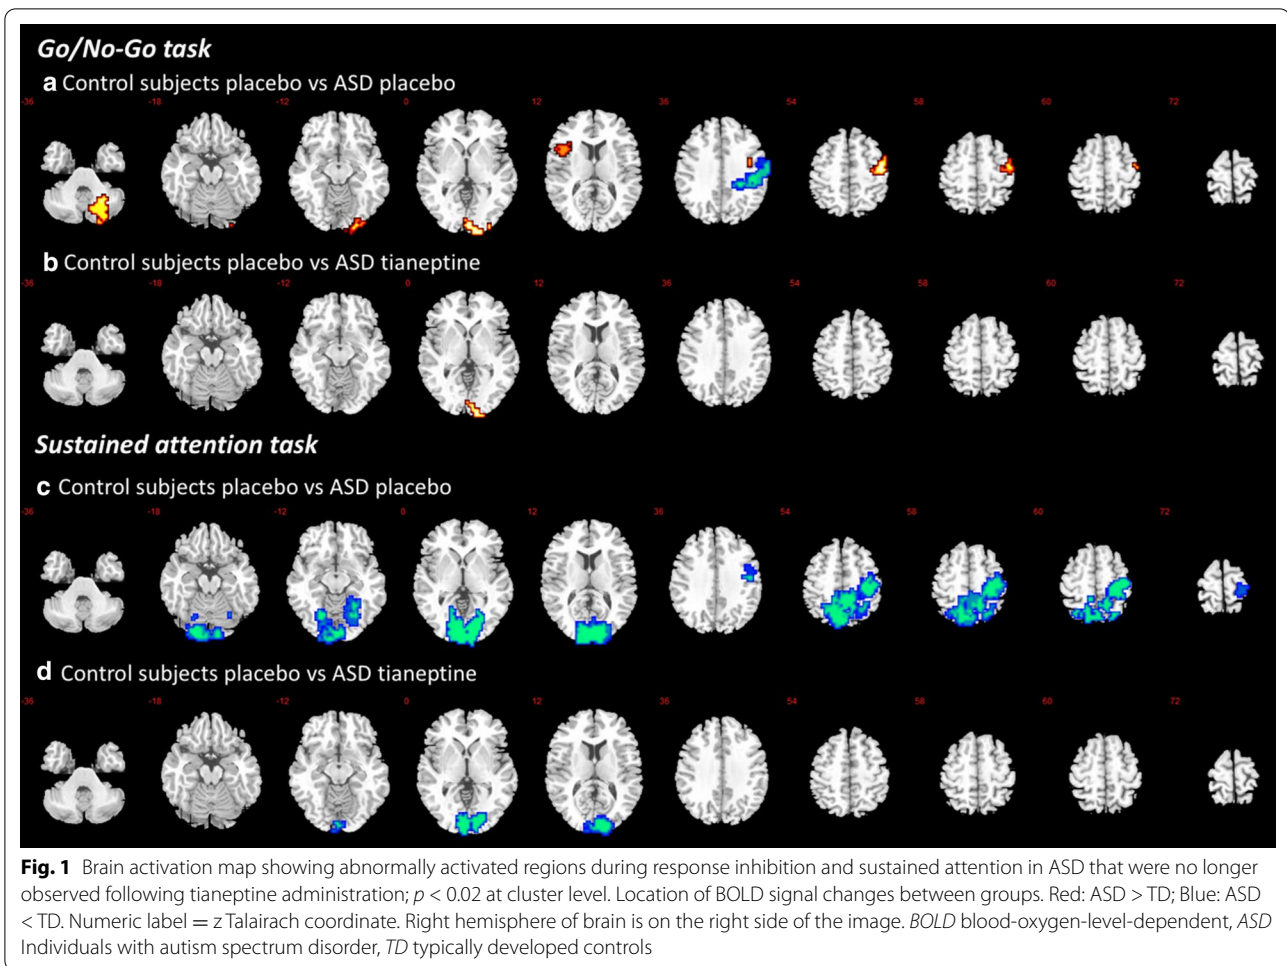 Go/No-Go task
a Control subjects placebo vs ASD placebo
-36 -18 -12 0 12 36 54 58 60 72
b Control subjects placebo vs ASD tianeptine
-36 -18 -12 0 12 36 54 58 60 72
Sustained attention task
c Control subjects placebo vs ASD placebo
-36 -18 -12 0 12 36 54 58 60 72
d Control subjects placebo vs ASD tianeptine
-36 -18 -12 0 12 36 54 58 60 72
Fig. 1 Brain activation map showing abnormally activated regions during response inhibition and sustained attention in ASD that were no longer
observed following tianeptine administration; p < 0.02 at cluster level. Location of BOLD signal changes between groups. Red: ASD > TD; Blue: ASD
< TD. Numeric label = z Talairach coordinate. Right hemisphere of brain is on the right side of the image. BOLD blood-oxygen-level-dependent, ASD
Individuals with autism spectrum disorder, TD typically developed controls